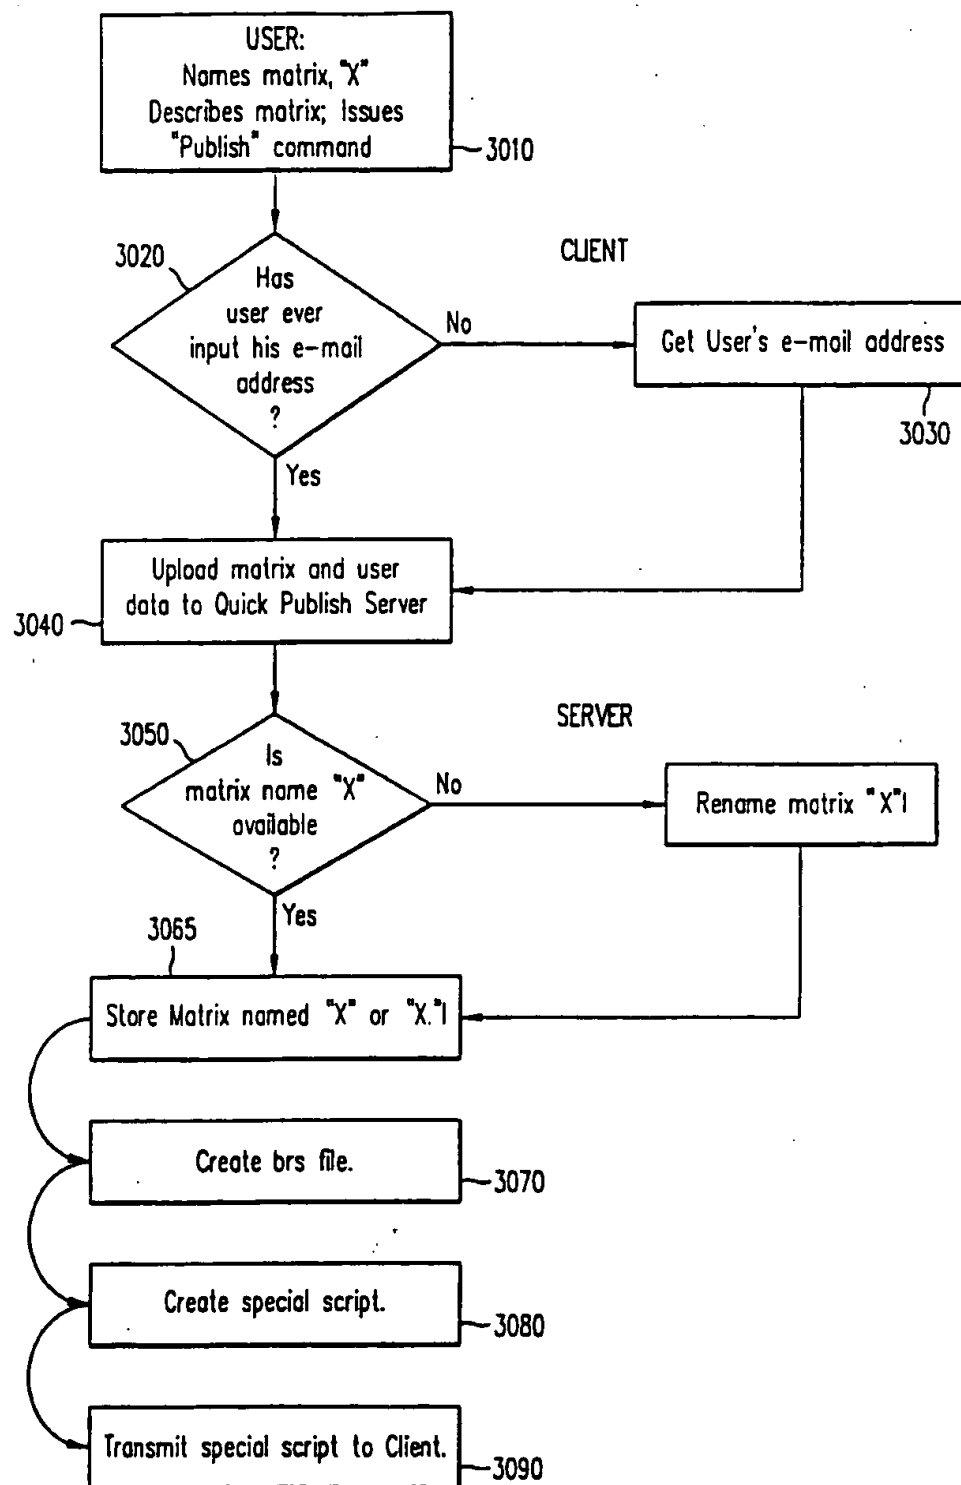 USER:
Names matrix, "X"
Describes matrix; Issues
"Publish" command
3010
3020
CLIENT
Has
user ever
input his e-mail
address
?
No
Get User's e-mail address
3030
Yes
Upload matrix and user
data to Quick Publish Server
3040
SERVER
3050
Is
matrix name "X"
available
?
No
Rename matrix "X"|
Yes
3065
Store Matrix named "X" or "X."|
Create brs file.
3070
Create special script.
3080
Transmit special script to Client.
3090